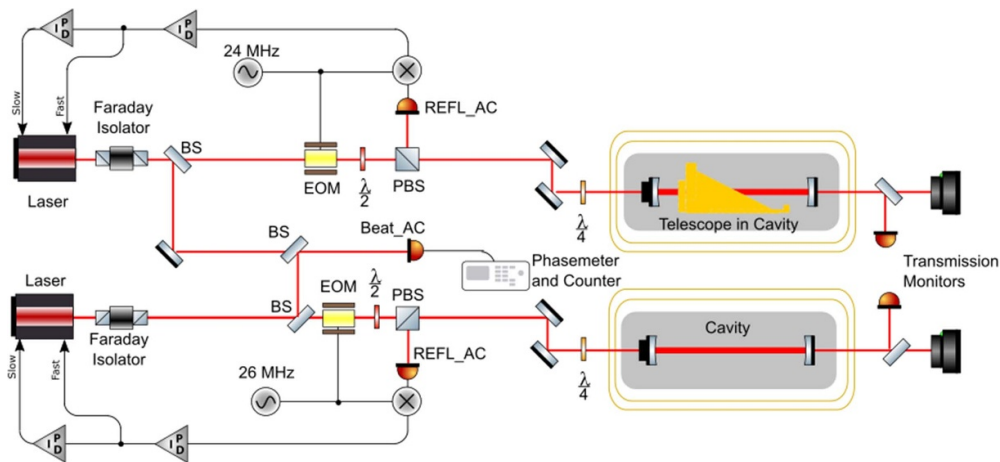 P
I D
P
I D
24 MHz
Slow
Fast
Faraday
Isolator
BS
REFL_AC
Laser
EOM
λ
2
PBS
λ
4
Telescope in Cavity
BS
Beat_AC
Phasemeter
and Counter
Transmission
Monitors
Laser
EOM
λ
2
PBS
BS
Faraday
Isolator
Cavity
Slow
Fast
REFL_AC
λ
4
26 MHz
P
I D
P
I D